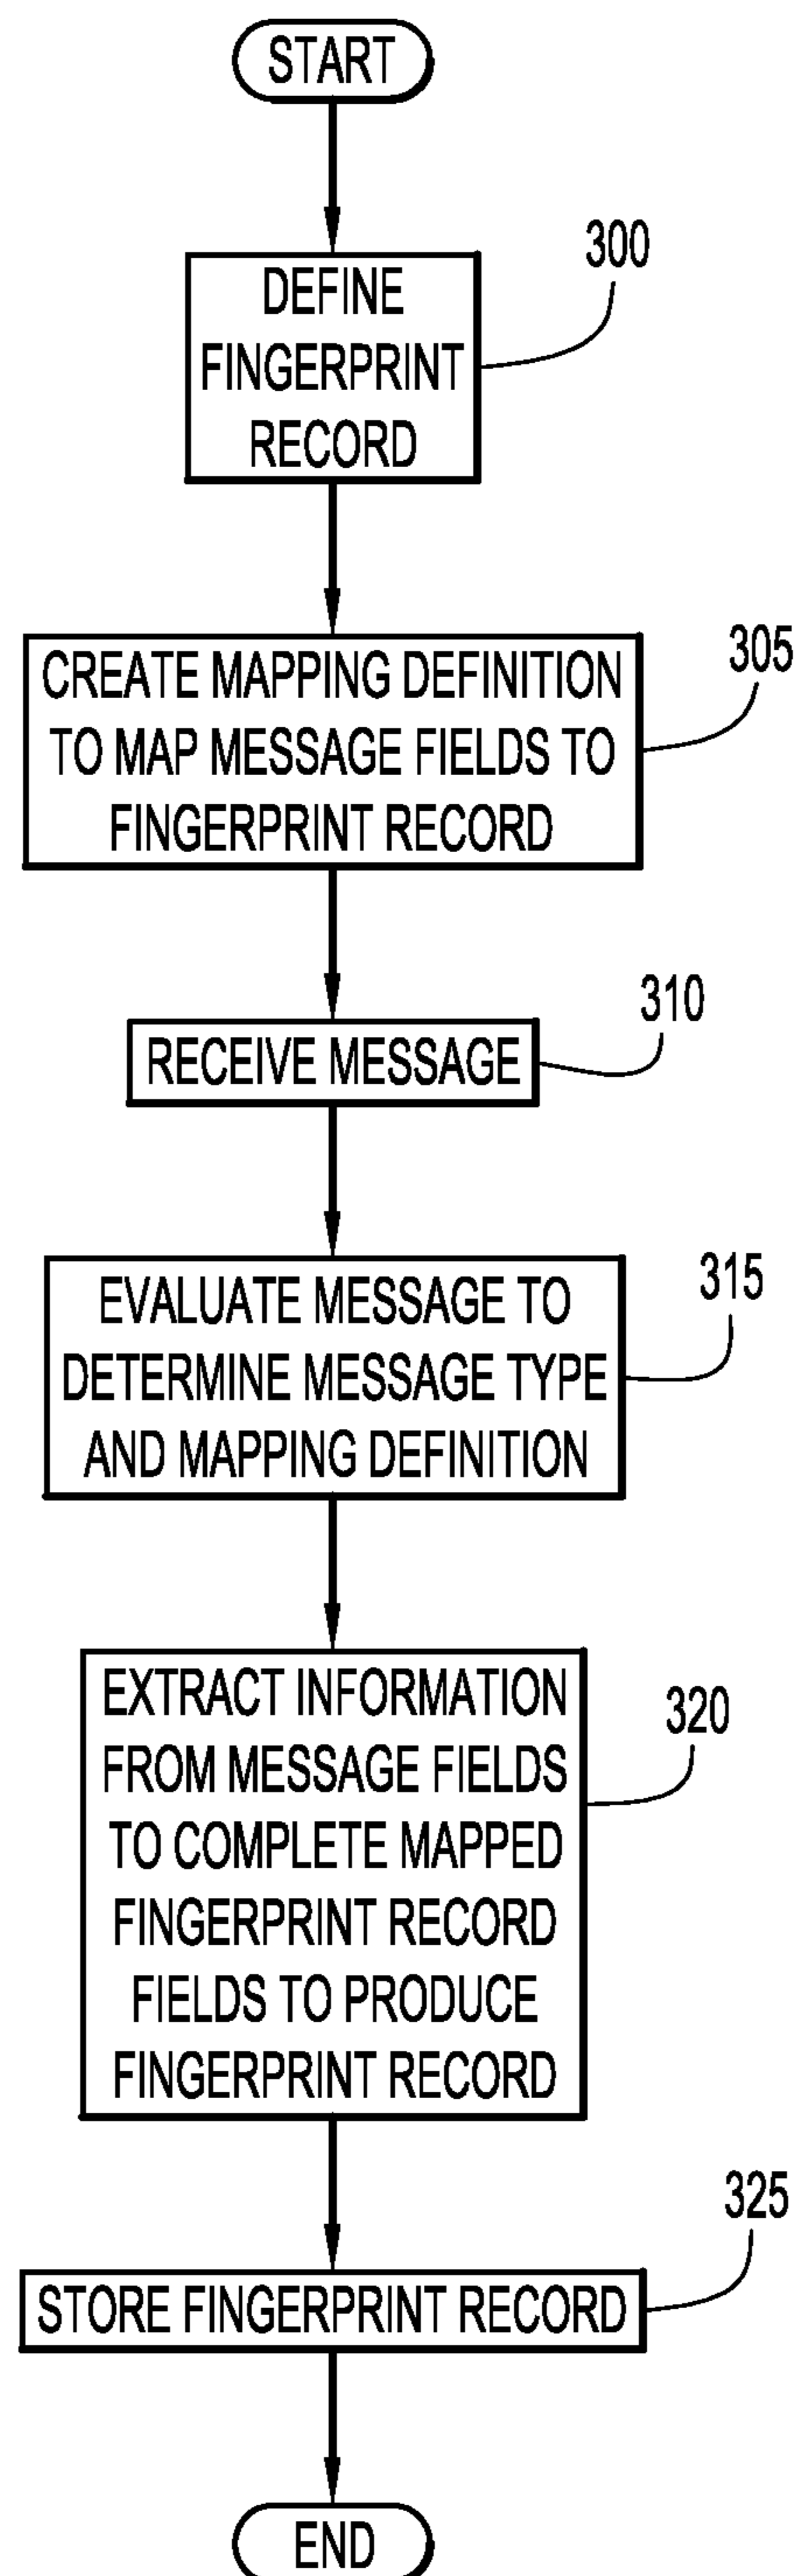 START
300
DEFINE
FINGERPRINT
RECORD
305
CREATE MAPPING DEFINITION
TO MAP MESSAGE FIELDS TO
FINGERPRINT RECORD
310
RECEIVE MESSAGE
315
EVALUATE MESSAGE TO
DETERMINE MESSAGE TYPE
AND MAPPING DEFINITION
320
EXTRACT INFORMATION
FROM MESSAGE FIELDS
TO COMPLETE MAPPED
FINGERPRINT RECORD
FIELDS TO PRODUCE
FINGERPRINT RECORD
325
STORE FINGERPRINT RECORD
END